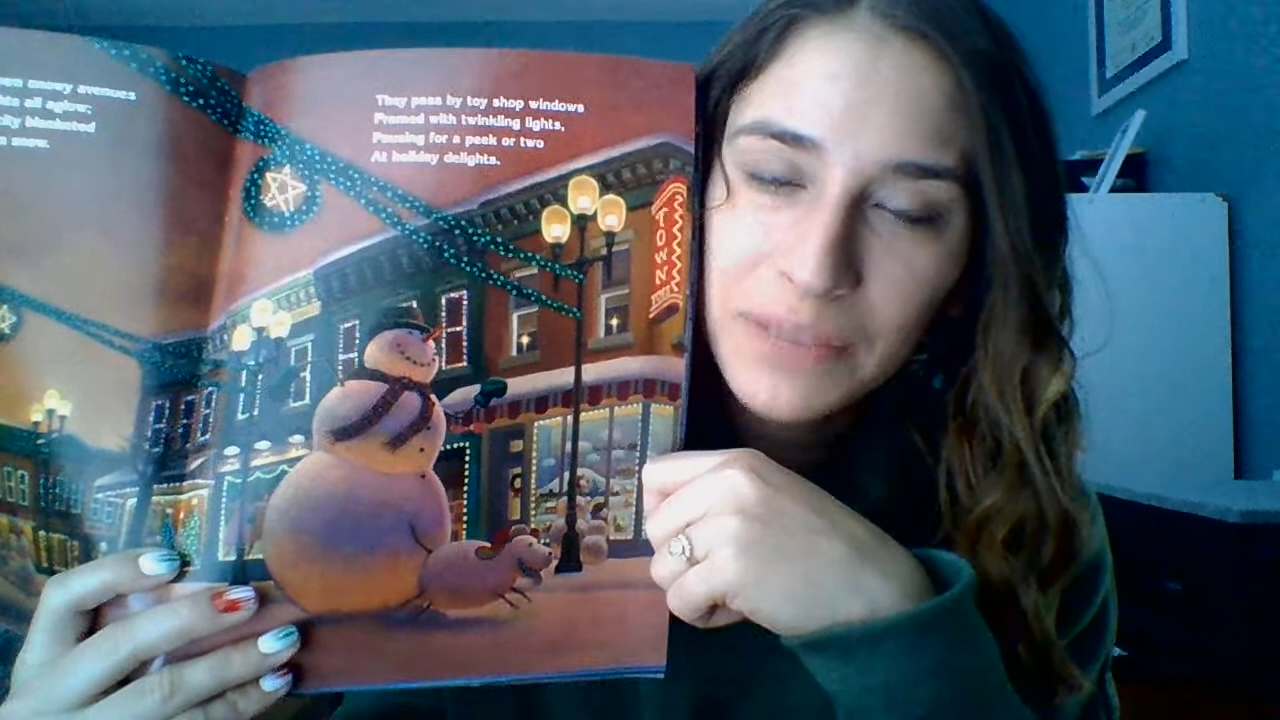 snowy avenues
all aglow;
city blanketed
snow.
They pass by toy shop windows
Framed with twinkling lights,
Pausing for a peek or two
At holiday delights.
TOWN